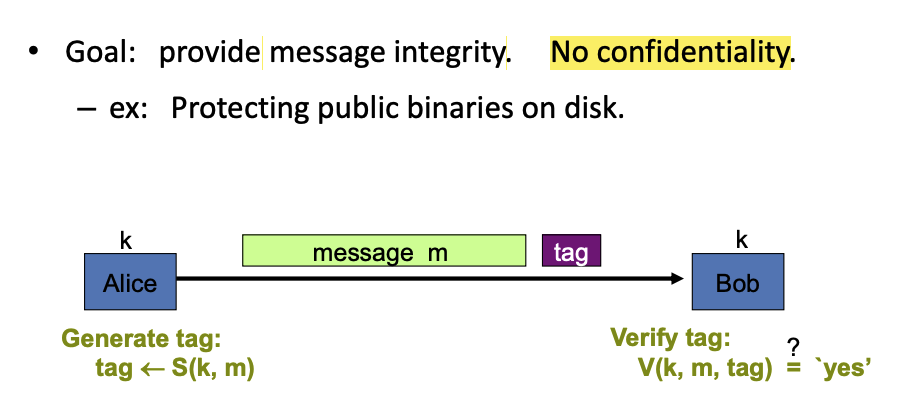 • Goal: provide message integrity. No confidentiality.
– ex: Protecting public binaries on disk.
k
k
message m
tag
Alice
Bob
Generate tag:
tag ← S(k, m)
Verify tag:
V(k, m, tag) ?= `yes’